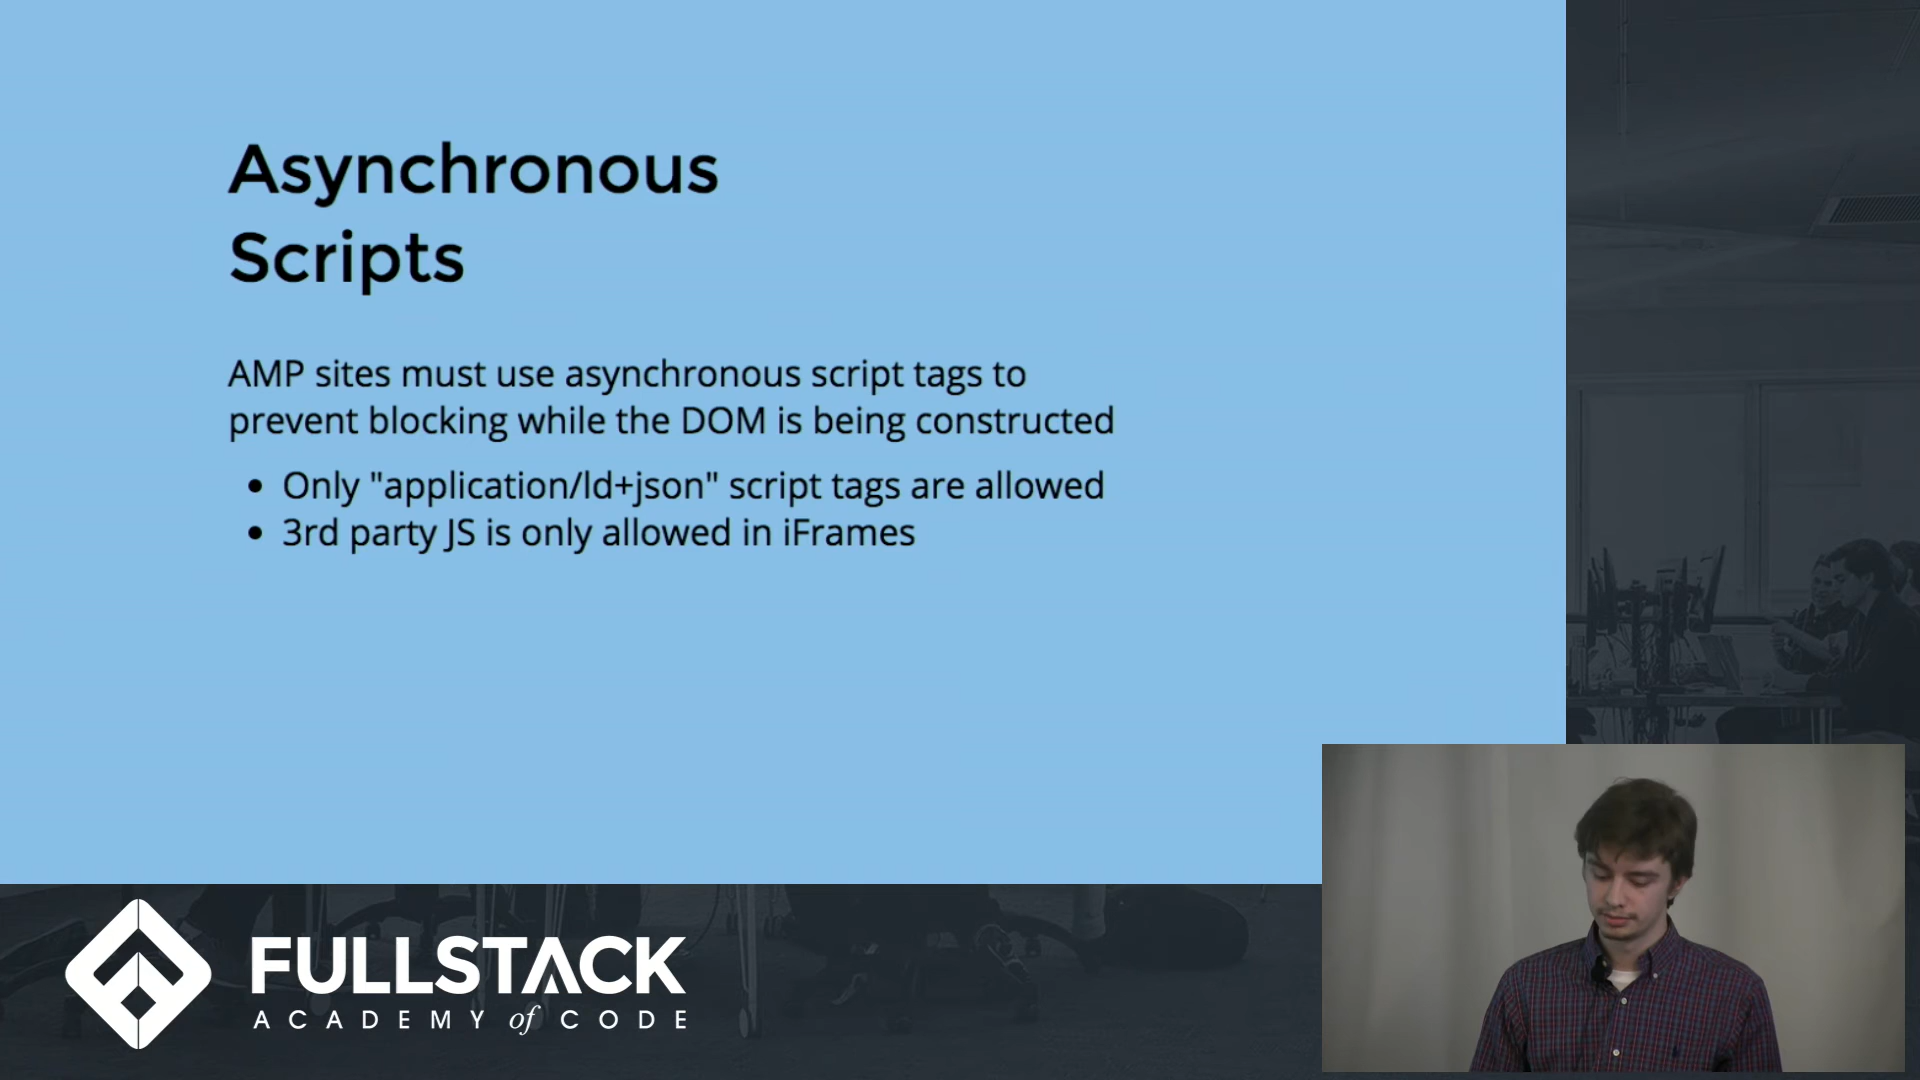 Asynchronous
Scripts
AMP sites must use asynchronous script tags to
prevent blocking while the DOM is being constructed
• Only "application/ld+json" script tags are allowed
• 3rd party JS is only allowed in iFrames
FULLSTACK
ACADEMY of CODE